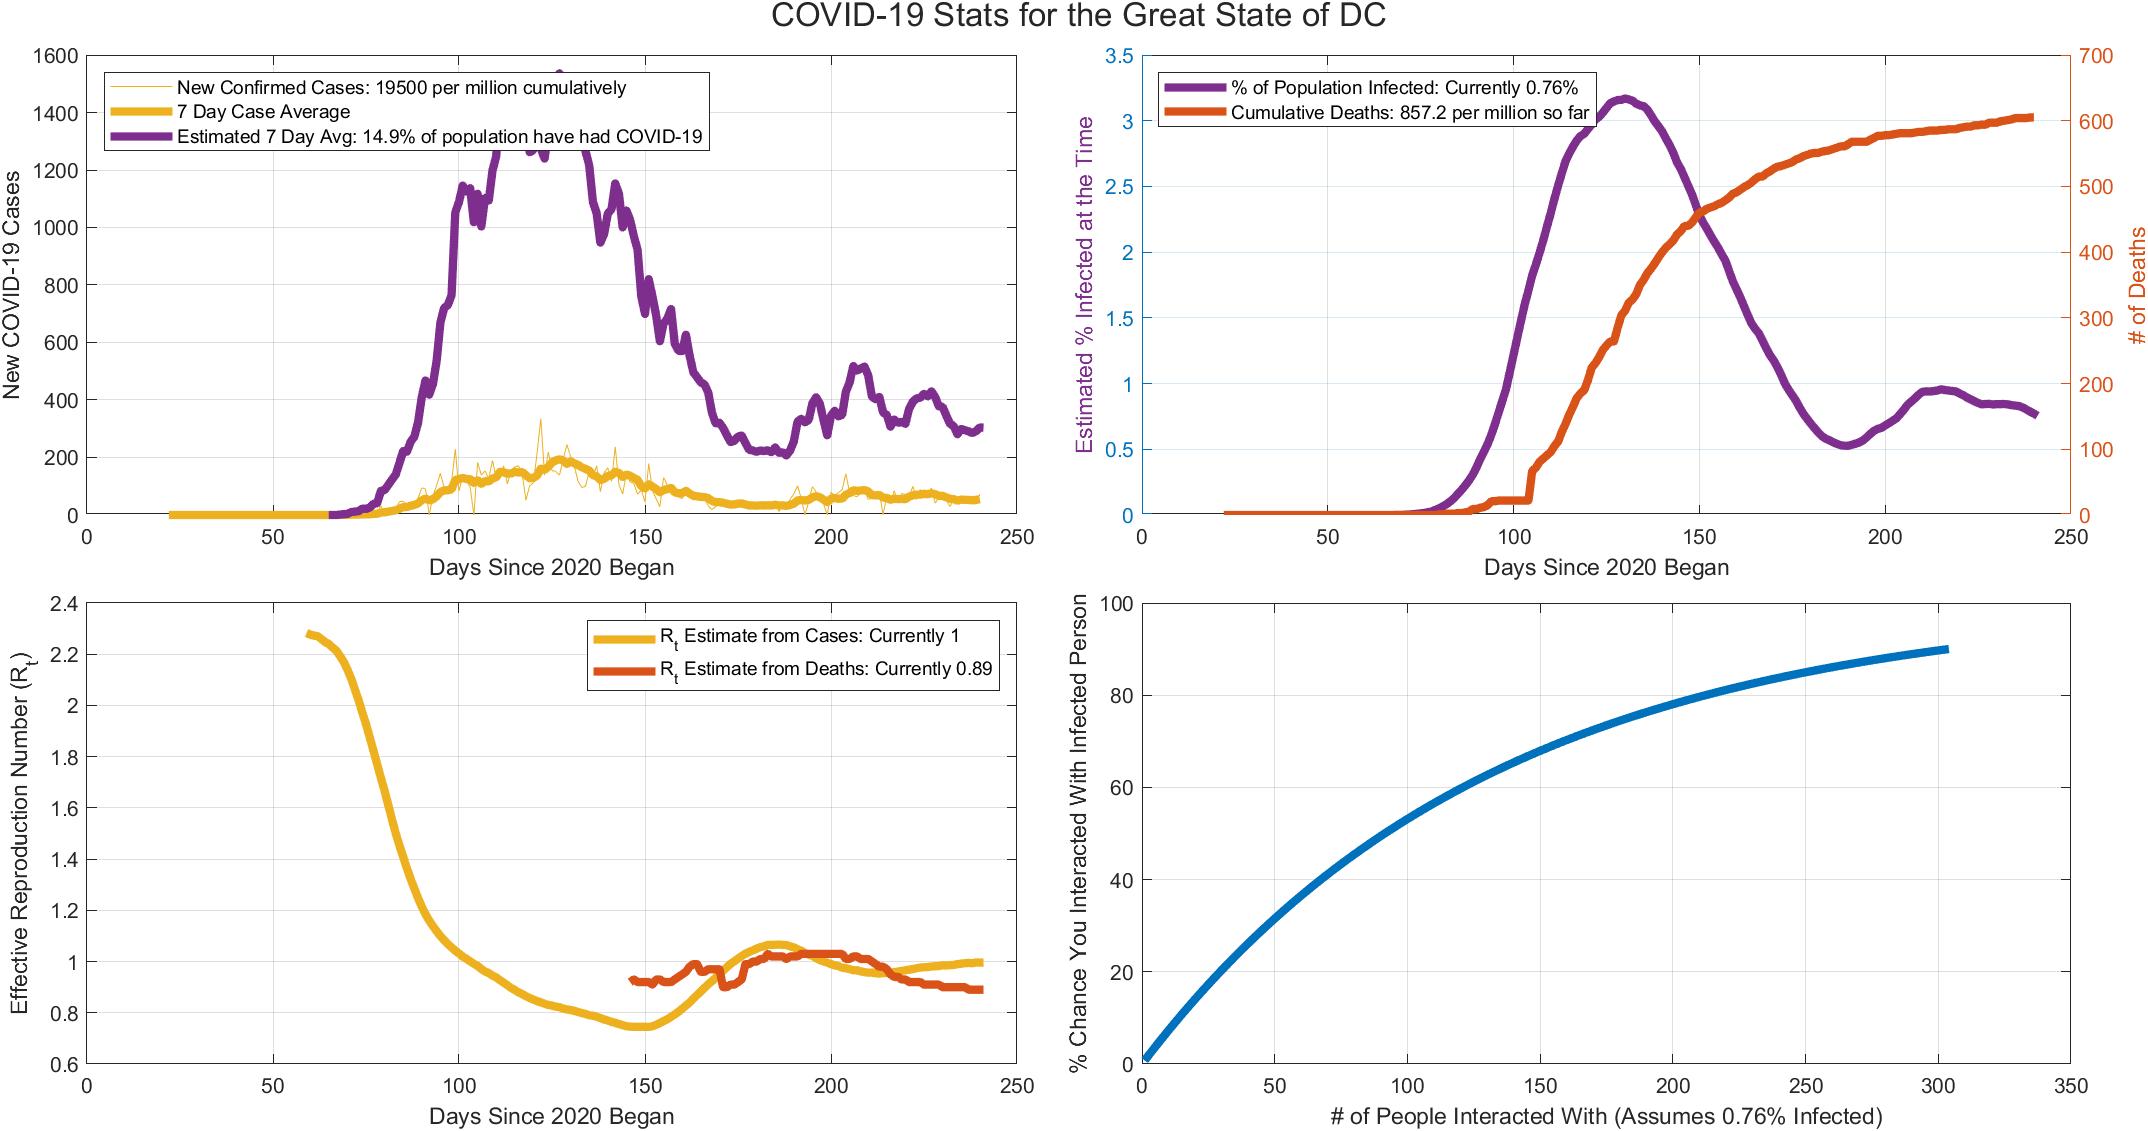 COVID-19 Stats for the Great State of DC
New COVID-19 Cases
1600
1400
1200
1000
800
600
400
200
0
New Confirmed Cases: 19500 per million cumulatively
7 Day Case Average
Estimated 7 Day Avg: 14.9% of population have had COVID-19
0 50 100 150 200 250
Days Since 2020 Began
Estimated % Infected at the Time
3.5
3
2.5
2
1.5
1
0.5
0
% of Population Infected: Currently 0.76%
Cumulative Deaths: 857.2 per million so far
700
600
500
400
300
200
100
0
# of Deaths
0 50 100 150 200 250
Days Since 2020 Began
Effective Reproduction Number (Rt)
2.4
2.2
2
1.8
1.6
1.4
1.2
1
0.8
0.6
Rt Estimate from Cases: Currently 1
Rt Estimate from Deaths: Currently 0.89
0 50 100 150 200 250
Days Since 2020 Began
% Chance You Interacted With Infected Person
100
80
60
40
20
0
0 50 100 150 200 250 300 350
# of People Interacted With (Assumes 0.76% Infected)